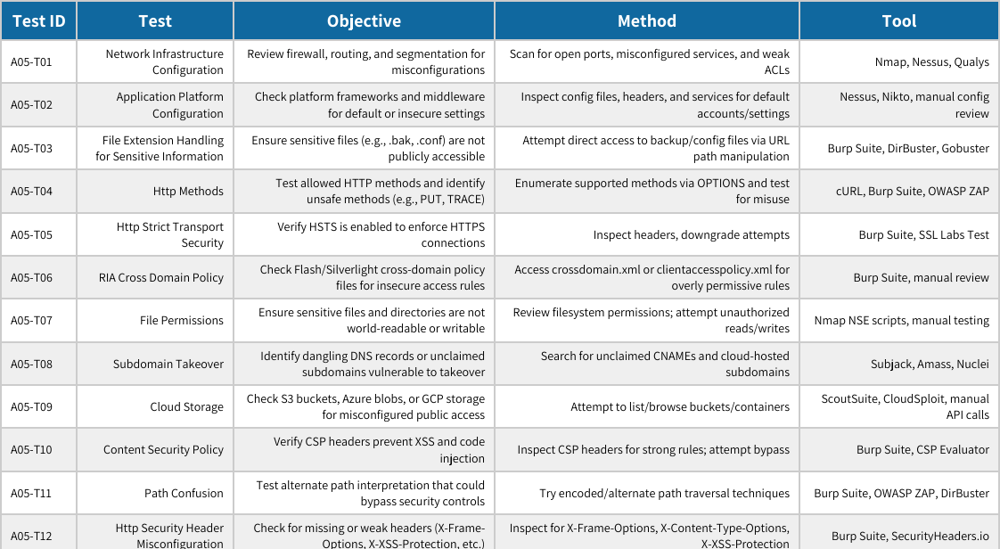 Test ID Test Objective Method Tool
A05-T01 Network Infrastructure Configuration Review firewall, routing, and segmentation for misconfigurations Scan for open ports, misconfigured services, and weak ACLs Nmap, Nessus, Qualys
A05-T02 Application Platform Configuration Check platform frameworks and middleware for default or insecure settings Inspect config files, headers, and services for default accounts/settings Nessus, Nikto, manual config review
A05-T03 File Extension Handling for Sensitive Information Ensure sensitive files (e.g., .bak, .conf) are not publicly accessible Attempt direct access to backup/config files via URL path manipulation Burp Suite, DirBuster, Gobuster
A05-T04 Http Methods Test allowed HTTP methods and identify unsafe methods (e.g., PUT, TRACE) Enumerate supported methods via OPTIONS and test for misuse cURL, Burp Suite, OWASP ZAP
A05-T05 Http Strict Transport Security Verify HSTS is enabled to enforce HTTPS connections Inspect headers, downgrade attempts Burp Suite, SSL Labs Test
A05-T06 RIA Cross Domain Policy Check Flash/Silverlight cross-domain policy files for insecure access rules Access crossdomain.xml or clientaccesspolicy.xml for overly permissive rules Burp Suite, manual review
A05-T07 File Permissions Ensure sensitive files and directories are not world-readable or writable Review filesystem permissions; attempt unauthorized reads/writes Nmap NSE scripts, manual testing
A05-T08 Subdomain Takeover Identify dangling DNS records or unclaimed subdomains vulnerable to takeover Search for unclaimed CNAMEs and cloud-hosted subdomains Subjack, Amass, Nuclei
A05-T09 Cloud Storage Check S3 buckets, Azure blobs, or GCP storage for misconfigured public access Attempt to list/browse buckets/containers ScoutSuite, CloudSploit, manual API calls
A05-T10 Content Security Policy Verify CSP headers prevent XSS and code injection Inspect CSP headers for strong rules; attempt bypass Burp Suite, CSP Evaluator
A05-T11 Path Confusion Test alternate path interpretation that could bypass security controls Try encoded/alternate path traversal techniques Burp Suite, OWASP ZAP, DirBuster
A05-T12 Http Security Header Misconfiguration Check for missing or weak headers (X-Frame-Options, X-XSS-Protection, etc.) Inspect for X-Frame-Options, X-Content-Type-Options, X-XSS-Protection Burp Suite, SecurityHeaders.io